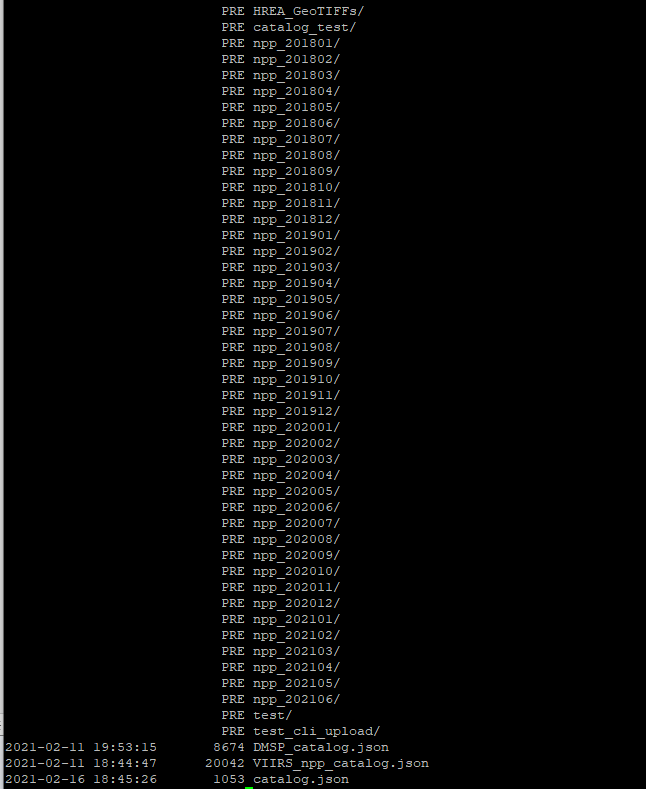 PRE HREA_GeoTIFFs/
PRE catalog_test/
PRE npp_201801/
PRE npp_201802/
PRE npp_201803/
PRE npp_201804/
PRE npp_201805/
PRE npp_201806/
PRE npp_201807/
PRE npp_201808/
PRE npp_201809/
PRE npp_201810/
PRE npp_201811/
PRE npp_201812/
PRE npp_201901/
PRE npp_201902/
PRE npp_201903/
PRE npp_201904/
PRE npp_201905/
PRE npp_201906/
PRE npp_201907/
PRE npp_201908/
PRE npp_201909/
PRE npp_201910/
PRE npp_201911/
PRE npp_201912/
PRE npp_202001/
PRE npp_202002/
PRE npp_202003/
PRE npp_202004/
PRE npp_202005/
PRE npp_202006/
PRE npp_202007/
PRE npp_202008/
PRE npp_202009/
PRE npp_202010/
PRE npp_202011/
PRE npp_202012/
PRE npp_202101/
PRE npp_202102/
PRE npp_202103/
PRE npp_202104/
PRE npp_202105/
PRE npp_202106/
PRE test/
PRE test_cli_upload/
2021-02-11 19:53:15 8674 DMSP_catalog.json
2021-02-11 18:44:47 20042 VIIRS_npp_catalog.json
2021-02-16 18:45:26 1053 catalog.json